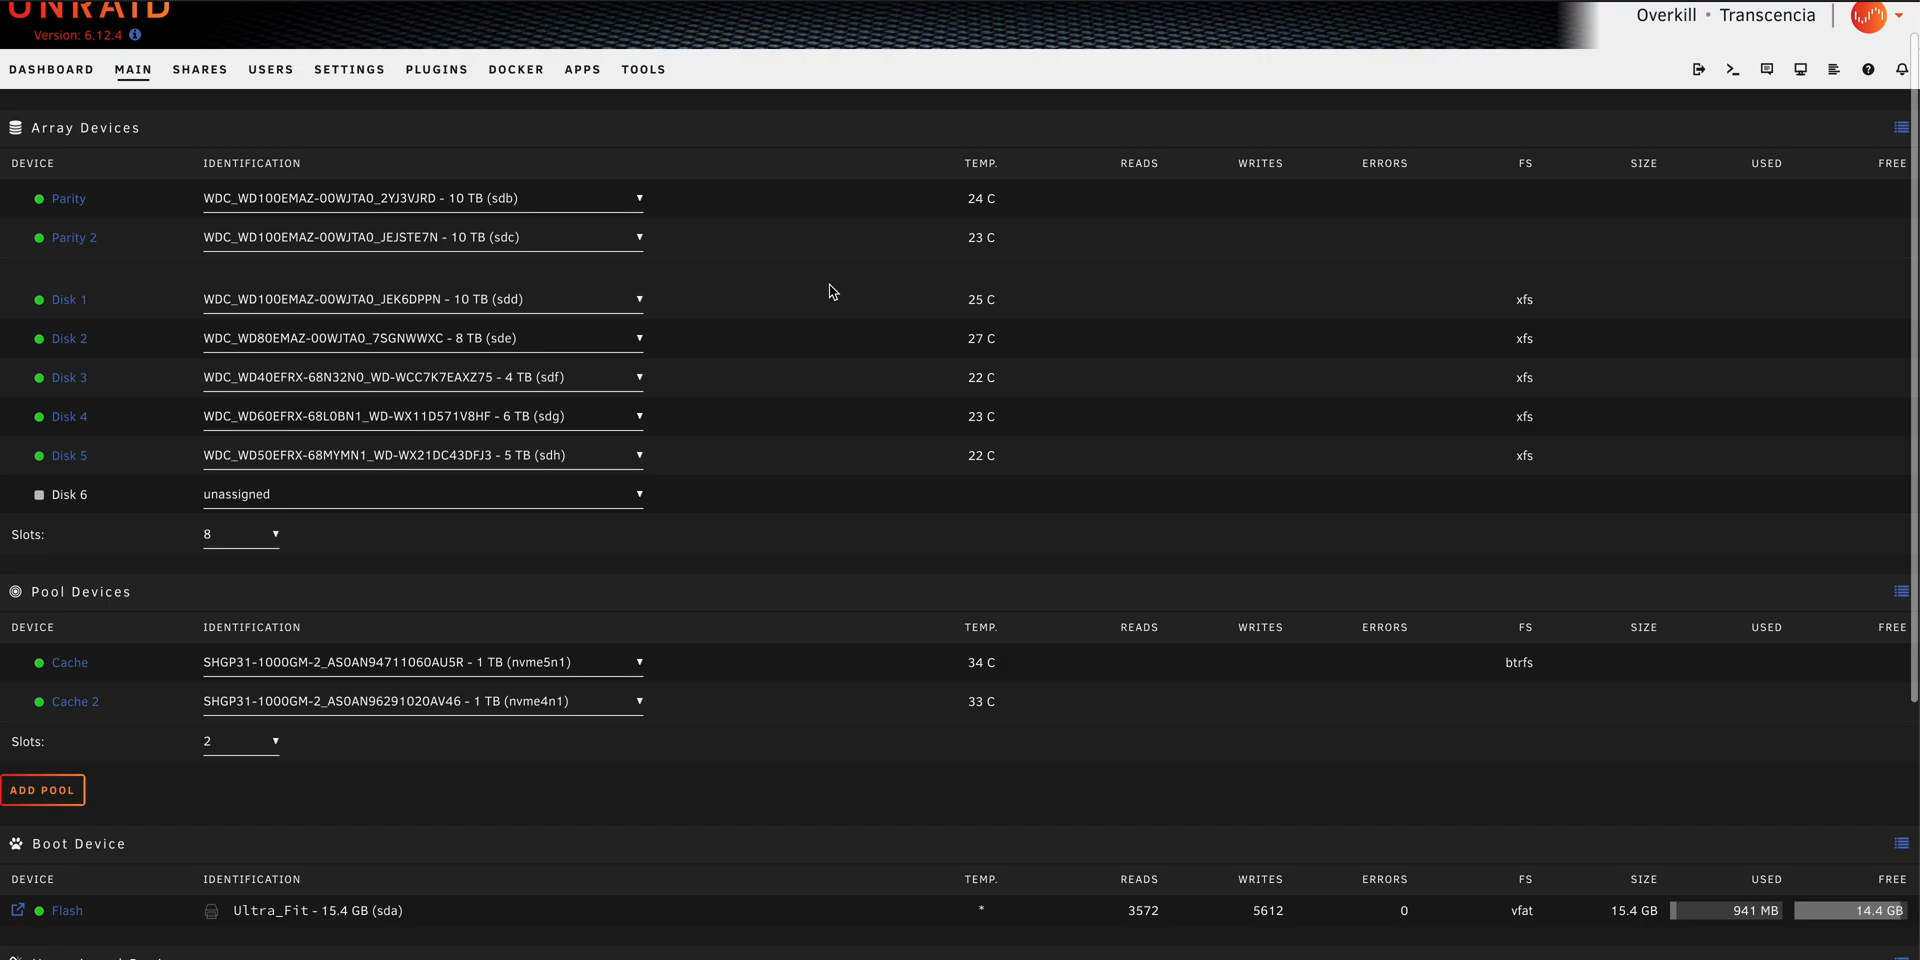 UNRAID
Version: 6.12.4
Overkill • Transcencia
DASHBOARD MAIN SHARES USERS SETTINGS PLUGINS DOCKER APPS TOOLS
Array Devices
DEVICE IDENTIFICATION TEMP. READS WRITES ERRORS FS SIZE USED FREE
Parity WDC_WD100EMAZ-00WJTA0_2YJ3VJRD - 10 TB (sdb) 24 C
Parity 2 WDC_WD100EMAZ-00WJTA0_JEJSTE7N - 10 TB (sdc) 23 C
Disk 1 WDC_WD100EMAZ-00WJTA0_JEK6DPPN - 10 TB (sdd) 25 C xfs
Disk 2 WDC_WD80EMAZ-00WJTA0_7SGNWWXC - 8 TB (sde) 27 C xfs
Disk 3 WDC_WD40EFRX-68N32N0_WD-WCC7K7EAXZ75 - 4 TB (sdf) 22 C xfs
Disk 4 WDC_WD60EFRX-68L0BN1_WD-WX11D571V8HF - 6 TB (sdg) 23 C xfs
Disk 5 WDC_WD50EFRX-68MYMN1_WD-WX21DC43DFJ3 - 5 TB (sdh) 22 C xfs
Disk 6 unassigned
Slots: 8
Pool Devices
DEVICE IDENTIFICATION TEMP. READS WRITES ERRORS FS SIZE USED FREE
Cache SHGP31-1000GM-2_AS0AN94711060AU5R - 1 TB (nvme5n1) 34 C btrfs
Cache 2 SHGP31-1000GM-2_AS0AN96291020AV46 - 1 TB (nvme4n1) 33 C
Slots: 2
ADD POOL
Boot Device
DEVICE IDENTIFICATION TEMP. READS WRITES ERRORS FS SIZE USED FREE
Flash Ultra_Fit - 15.4 GB (sda) * 3572 5612 0 vfat 15.4 GB 941 MB 14.4 GB